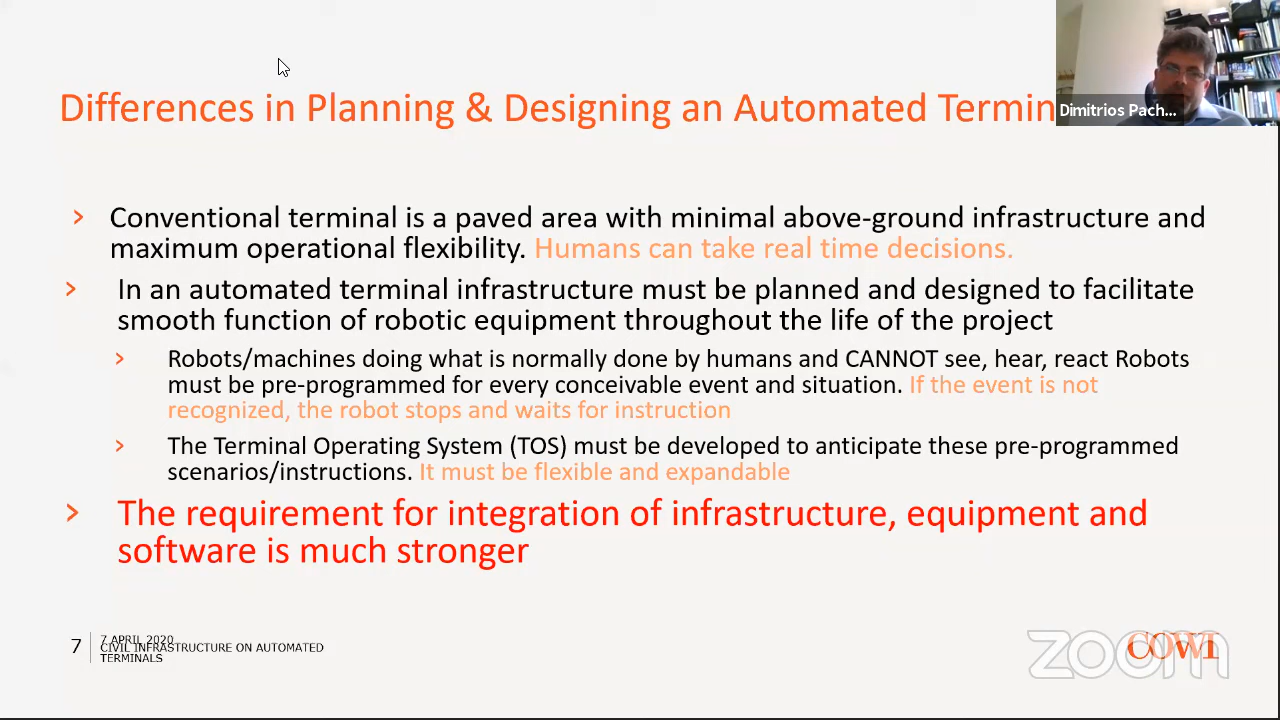 Differences in Planning & Designing an Automated Termin
Dimitrios Pach...
› Conventional terminal is a paved area with minimal above-ground infrastructure and
maximum operational flexibility. Humans can take real time decisions.
› In an automated terminal infrastructure must be planned and designed to facilitate
smooth function of robotic equipment throughout the life of the project
› Robots/machines doing what is normally done by humans and CANNOT see, hear, react Robots
must be pre-programmed for every conceivable event and situation. If the event is not
recognized, the robot stops and waits for instruction
› The Terminal Operating System (TOS) must be developed to anticipate these pre-programmed
scenarios/instructions. It must be flexible and expandable
› The requirement for integration of infrastructure, equipment and
software is much stronger
7
7 APRIL 2020
CIVIL INFRASTRUCTURE ON AUTOMATED
TERMINALS
COWI
zoom